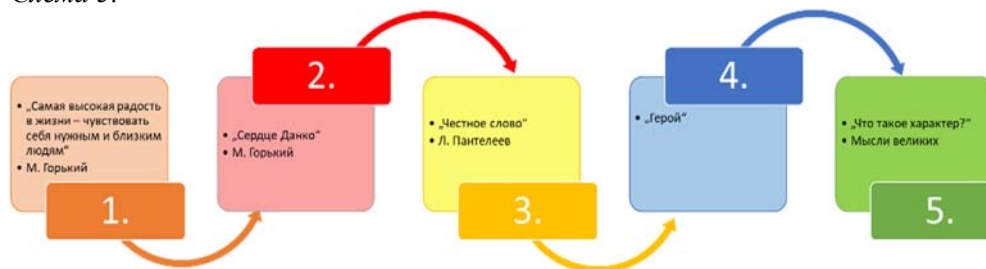 Схема 3.
• „Самая высокая радость
в жизни – чувствовать
себя нужным и близким
людям“
• М. Горький
1.
2.
• „Сердце Данко“
• М. Горький
• „Честное слово“
• Л. Пантелеев
3.
4.
• „Герой“
• „Что такое характер?“
• Мысли великих
5.